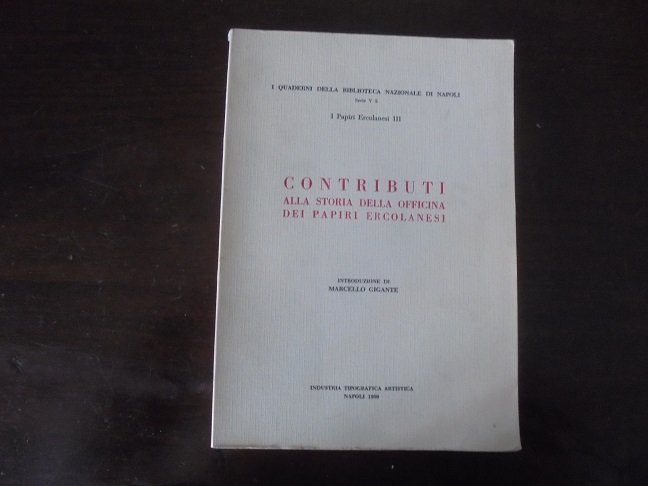 I QUADERNI DELLA BIBLIOTECA NAZIONALE DI NAPOLI
Serie V
I Papiri Ercolanesi III
CONTRIBUTI
ALLA STORIA DELLA OFFICINA
DEI PAPIRI ERCOLANESI
INTRODUZIONE DI
MARCELLO GIGANTE
INDUSTRIA TIPOGRAFICA ARTISTICA
NAPOLI